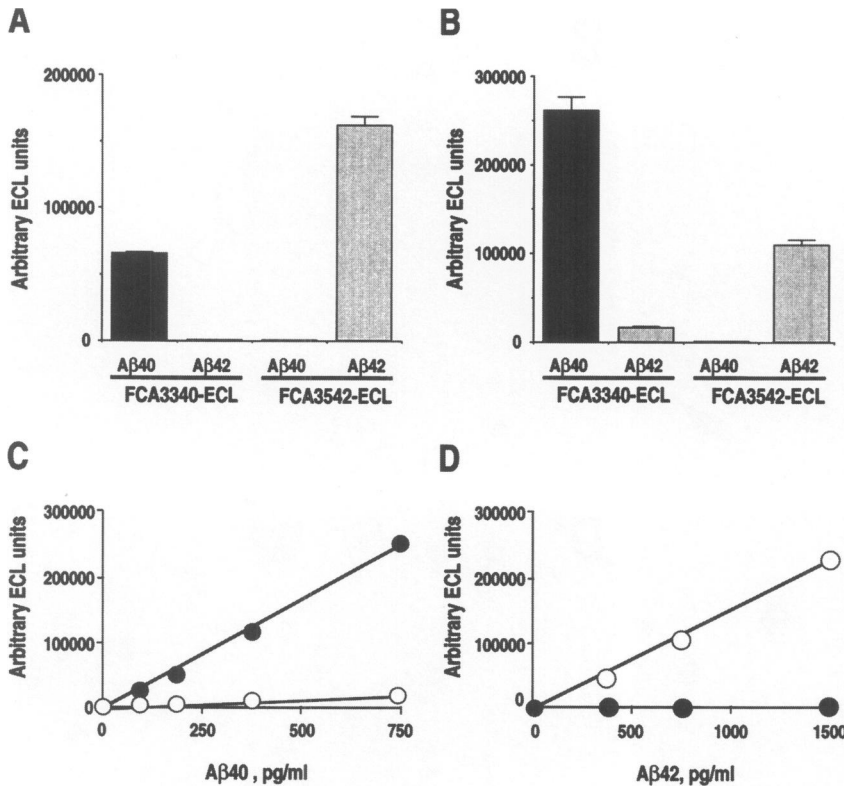 A
Arbitrary ECL units
200000
100000
0
Aβ40 Aβ42 Aβ40 Aβ42
FCA3340-ECL FCA3542-ECL
B
Arbitrary ECL units
300000
200000
100000
0
Aβ40 Aβ42 Aβ40 Aβ42
FCA3340-ECL FCA3542-ECL
C
Arbitrary ECL units
300000
200000
100000
0
0 250 500 750
Aβ40 , pg/ml
D
Arbitrary ECL units
300000
200000
100000
0
0 500 1000 1500
Aβ42, pg/ml